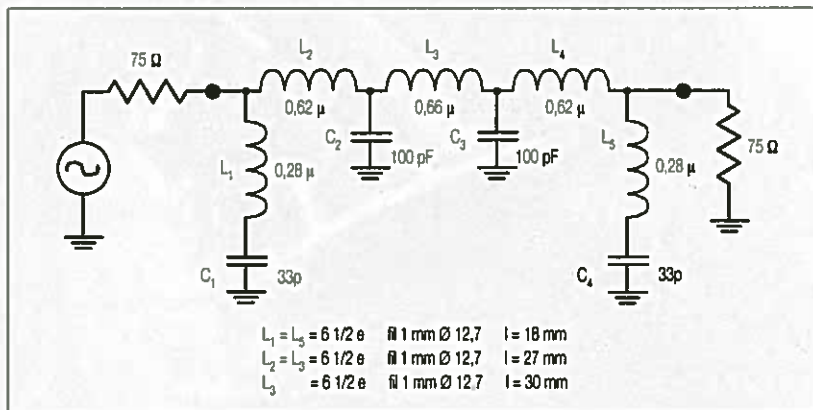 75 Ω
L2
L3
L4
0,62 µ
0,66 µ
0,62 µ
C2
100 pF
C3
100 pF
L1
0,28 µ
L5
0,28 µ
75 Ω
C1
33p
C4
33p
L1 = L5 = 6 1/2 e fil 1 mm Ø 12,7 l = 18 mm
L2 = L3 = 6 1/2 e fil 1 mm Ø 12,7 l = 27 mm
L3 = 6 1/2 e fil 1 mm Ø 12,7 l = 30 mm